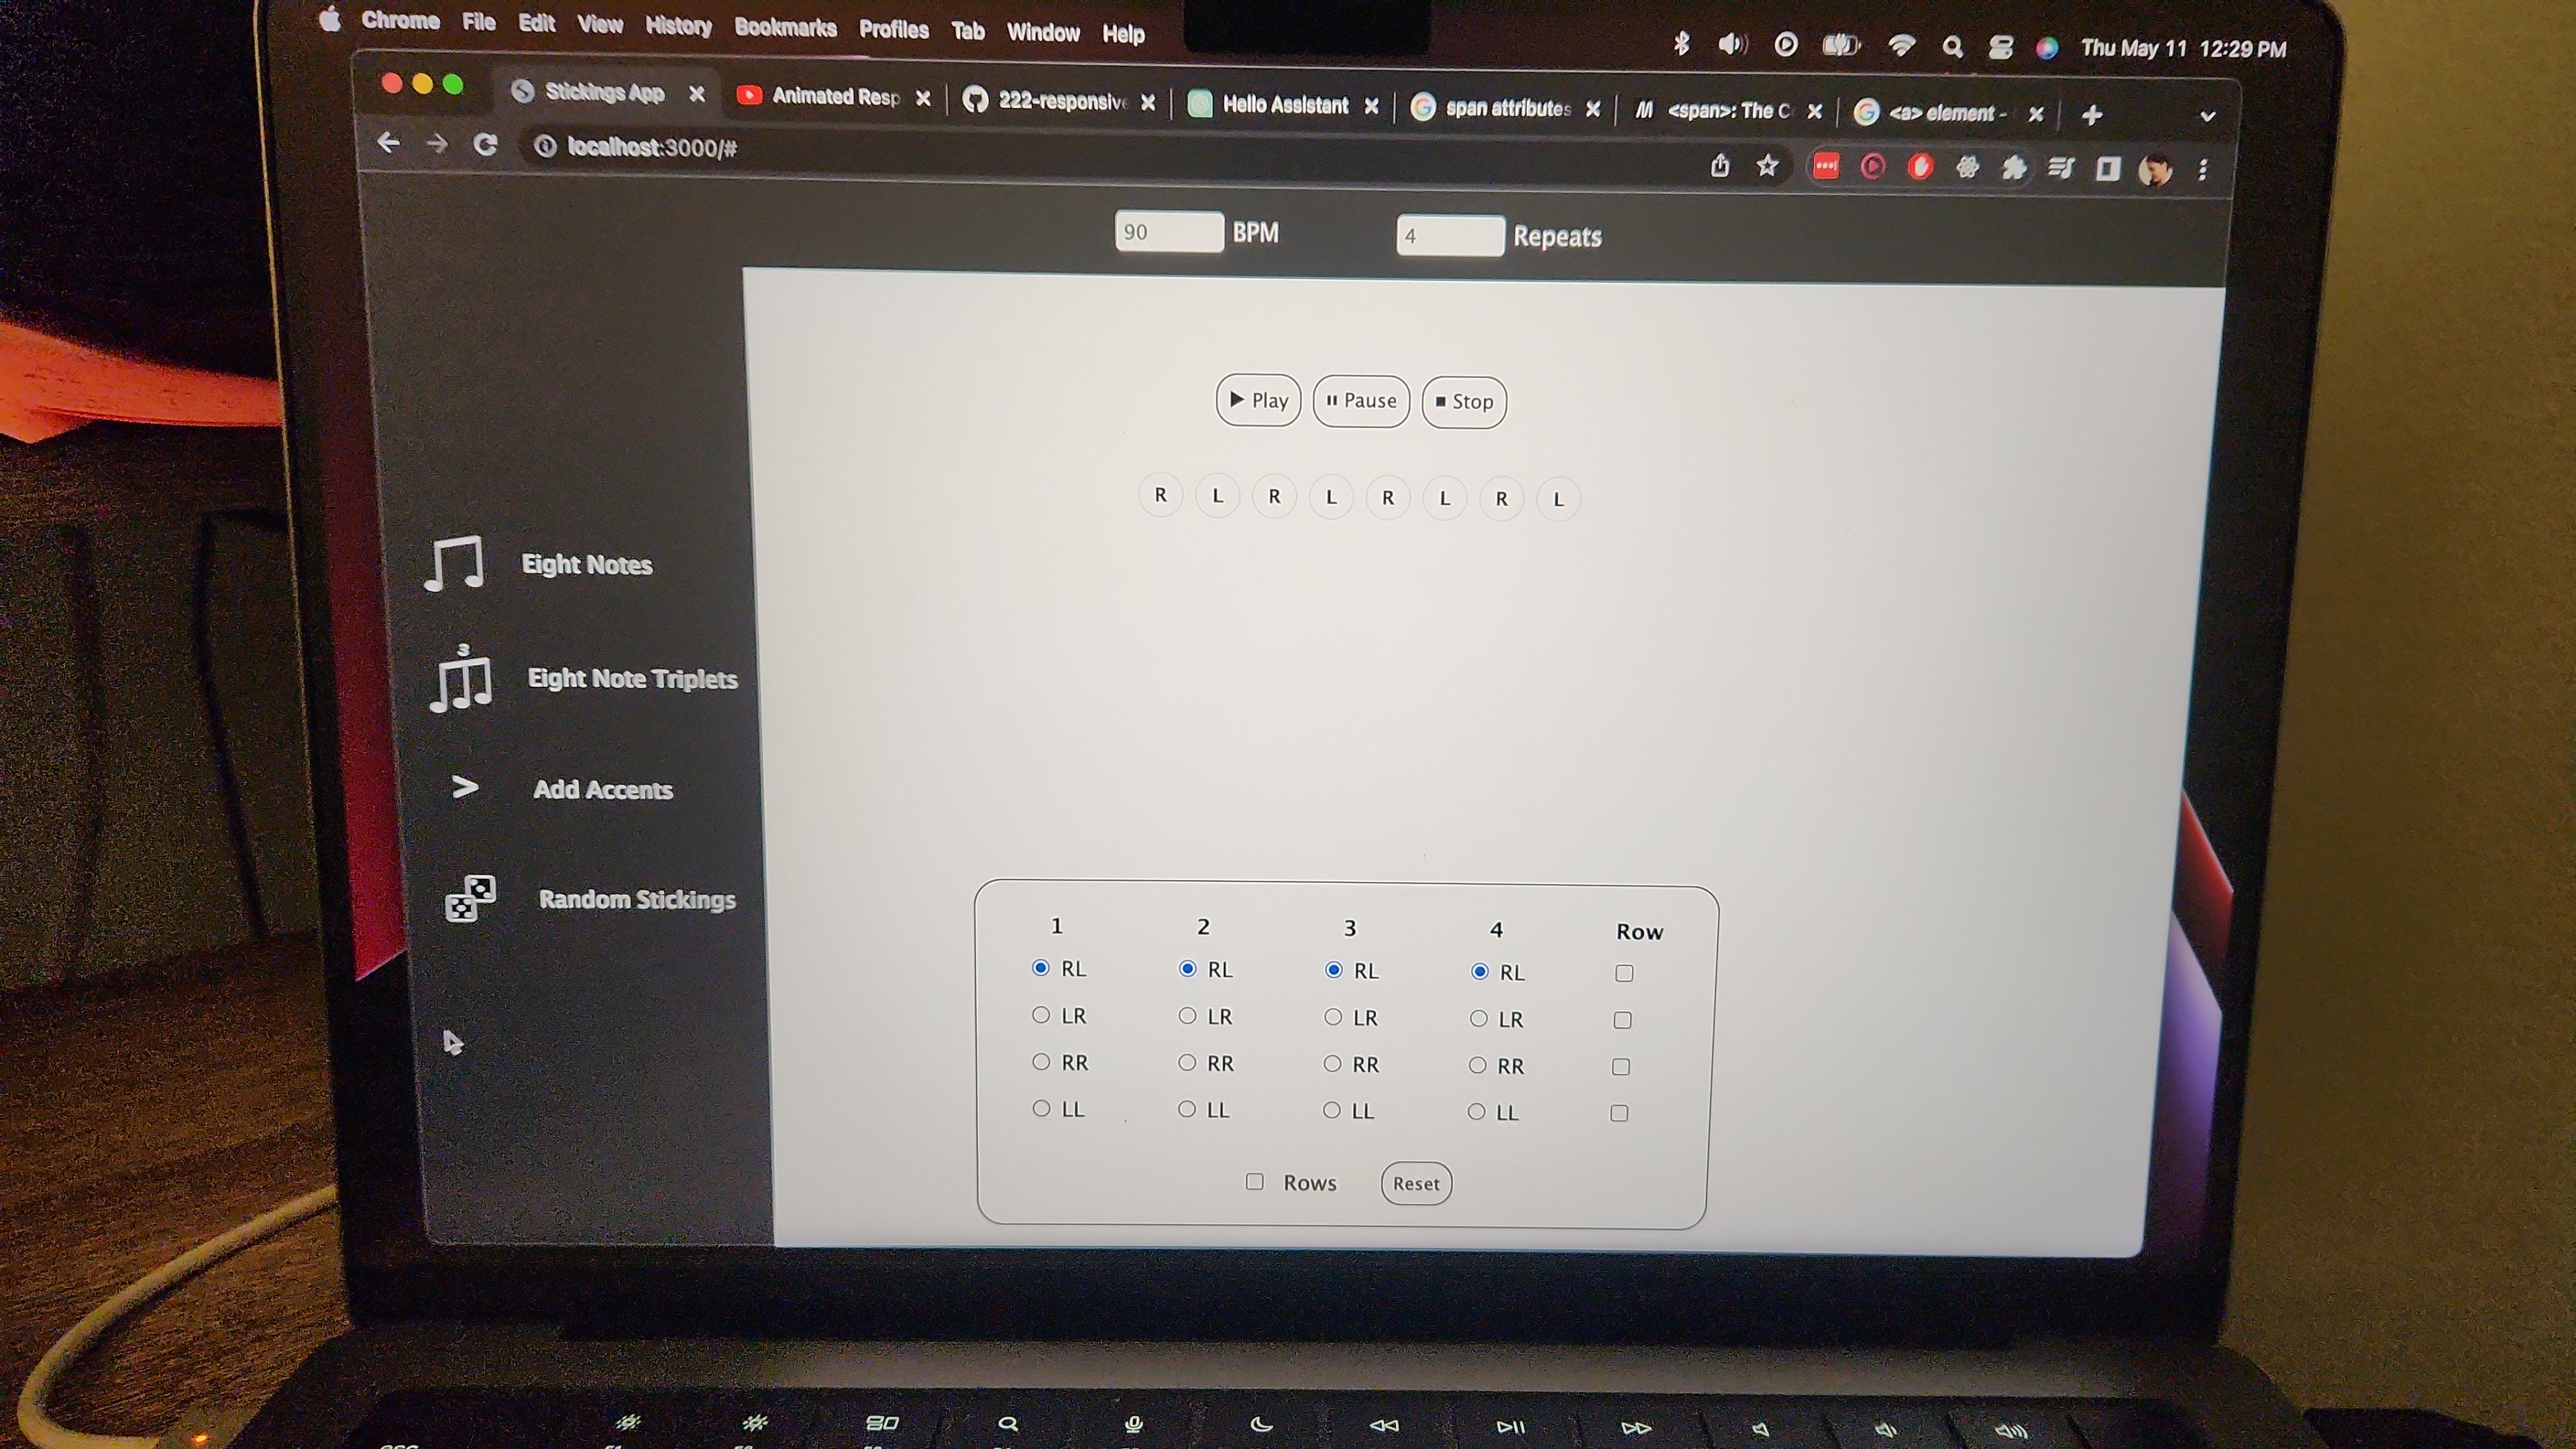 Chrome File Edit View History Bookmarks Profiles Tab Window Help
Thu May 11 12:29 PM
Stickings App
Animated Resp
222-responsive
Hello Assistant
span attributes
<span>: The C
<a> element -
localhost:3000/#
90 BPM 4 Repeats
Play Pause Stop
R L R L R L R L
Eight Notes
3
Eight Note Triplets
> Add Accents
Random Stickings
1 2 3 4 Row
RL RL RL RL
LR LR LR LR
RR RR RR RR
LL LL LL LL
Rows Reset